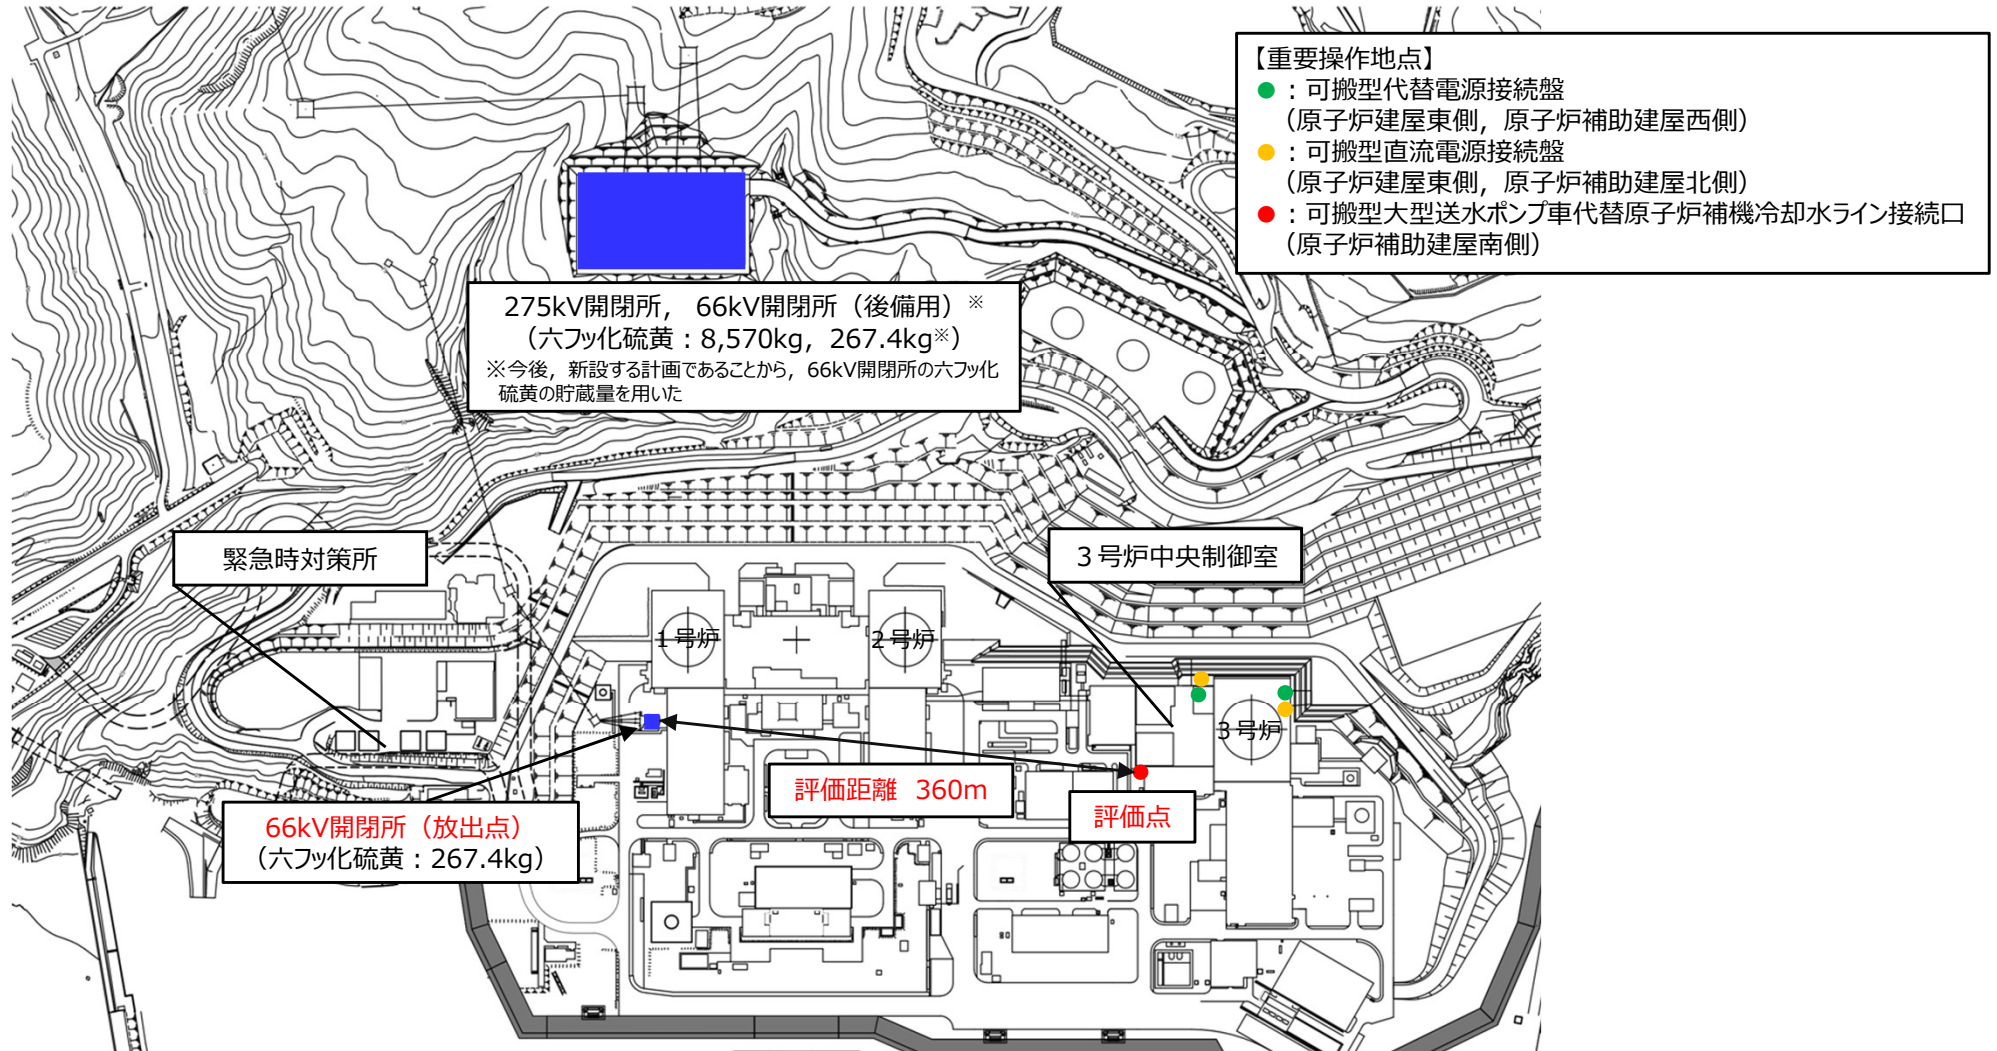 【重要操作地点】
●：可搬型代替電源接続盤
（原子炉建屋東側，原子炉補助建屋西側）
●：可搬型直流電源接続盤
（原子炉建屋東側，原子炉補助建屋北側）
●：可搬型大型送水ポンプ車代替原子炉補機冷却水ライン接続口
（原子炉補助建屋南側）
275kV開閉所， 66kV開閉所（後備用）※
（六フッ化硫黄：8,570kg，267.4kg※）
※今後，新設する計画であることから，66kV開閉所の六フッ化
硫黄の貯蔵量を用いた
緊急時対策所
３号炉中央制御室
１号炉
２号炉
３号炉
評価距離 360m
評価点
66kV開閉所（放出点）
（六フッ化硫黄：267.4kg）